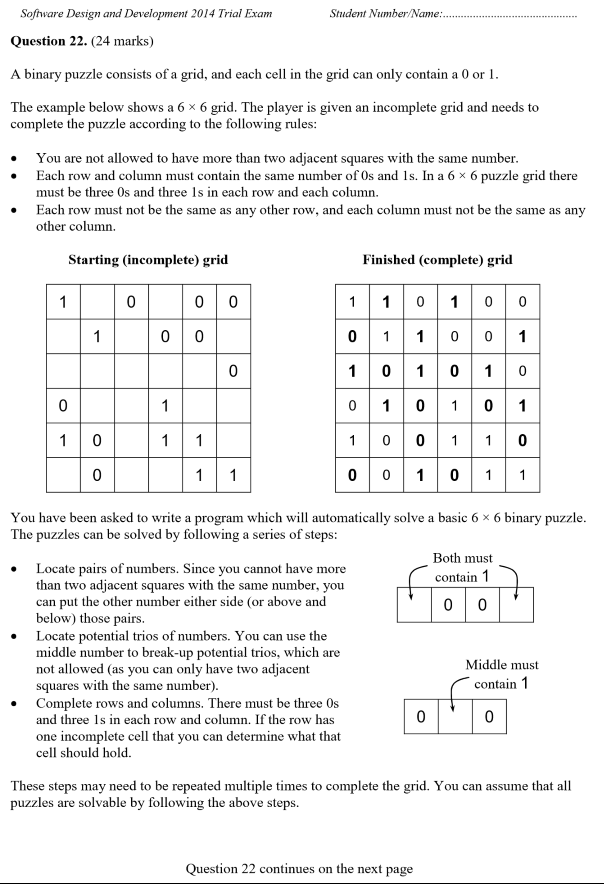 Software Design and Development 2014 Trial Exam Student Number/Name:...............................................
Question 22. (24 marks)
A binary puzzle consists of a grid, and each cell in the grid can only contain a 0 or 1.
The example below shows a 6 × 6 grid. The player is given an incomplete grid and needs to
complete the puzzle according to the following rules:
• You are not allowed to have more than two adjacent squares with the same number.
• Each row and column must contain the same number of 0s and 1s. In a 6 × 6 puzzle grid there
must be three 0s and three 1s in each row and each column.
• Each row must not be the same as any other row, and each column must not be the same as any
other column.
Starting (incomplete) grid
1 0 0 0
1 0 0
0
0 1
1 0 1 1
0 1 1
Finished (complete) grid
1 1 0 1 0 0
0 1 1 0 0 1
1 0 1 0 1 0
0 1 0 1 0 1
1 0 0 1 1 0
0 0 1 0 1 1
You have been asked to write a program which will automatically solve a basic 6 × 6 binary puzzle.
The puzzles can be solved by following a series of steps:
• Locate pairs of numbers. Since you cannot have more
than two adjacent squares with the same number, you
can put the other number either side (or above and
below) those pairs.
• Locate potential trios of numbers. You can use the
middle number to break-up potential trios, which are
not allowed (as you can only have two adjacent
squares with the same number).
• Complete rows and columns. There must be three 0s
and three 1s in each row and column. If the row has
one incomplete cell that you can determine what that
cell should hold.
Both must
contain 1
0 0
Middle must
contain 1
0 0
These steps may need to be repeated multiple times to complete the grid. You can assume that all
puzzles are solvable by following the above steps.
Question 22 continues on the next page